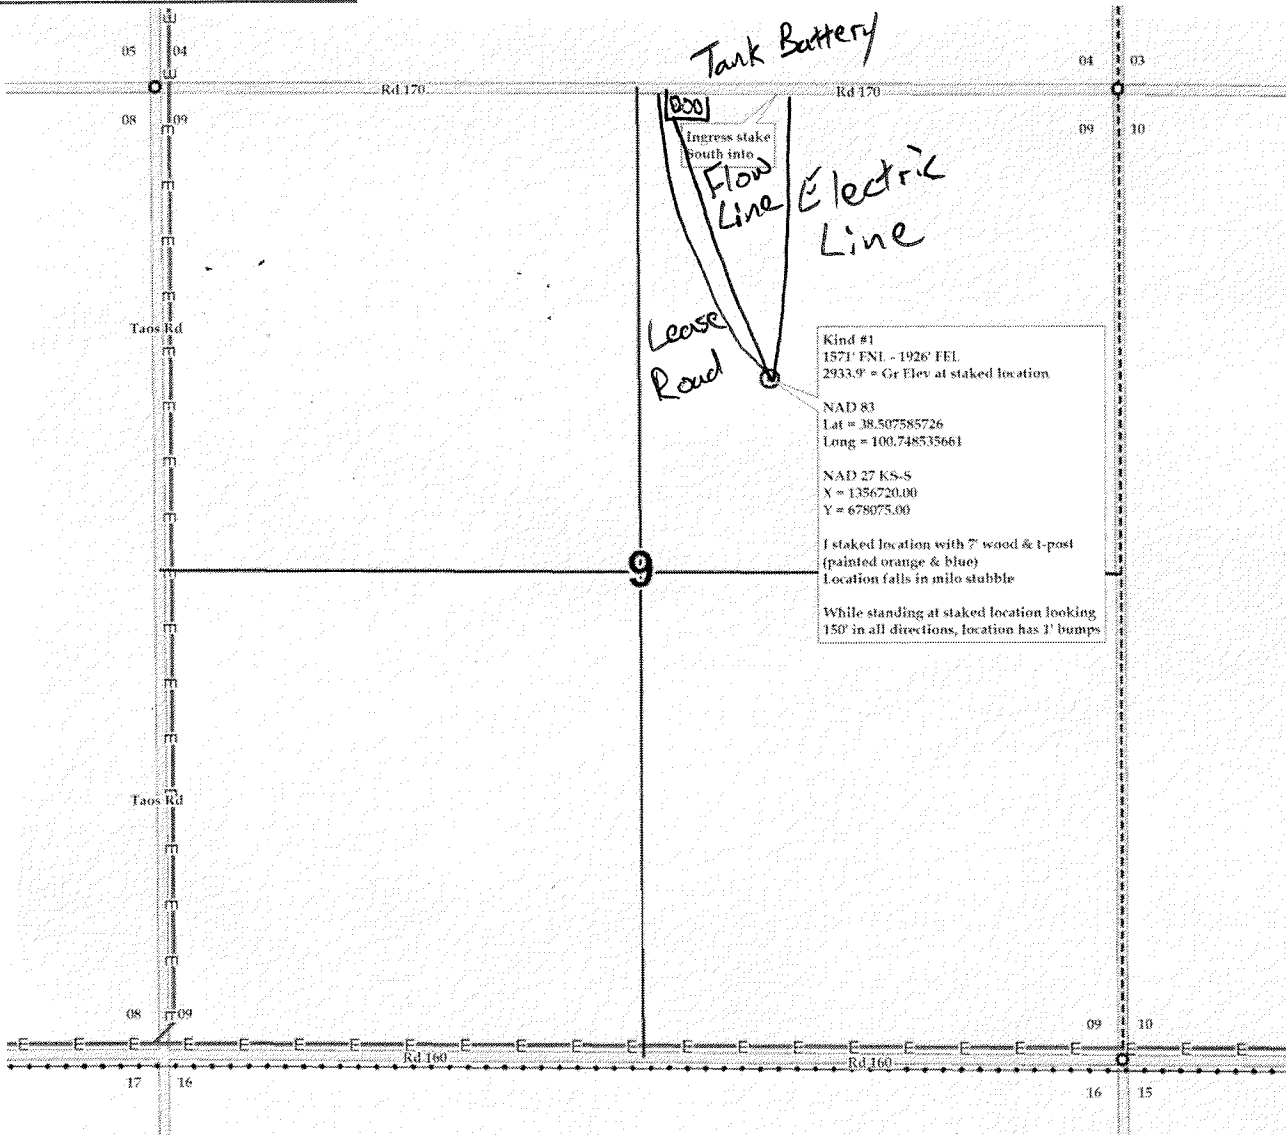 Tank Battery
05 04
04 03
Rd 170
Rd 170
08 09
09 10
000
Ingress stake
South into
Flow
Line
Electric
Line
Taos Rd
Lease
Road
Kind #1
1571' FNL - 1926' FEL
2933.9' = Gr Elev at staked location
NAD 83
Lat = 38.507585726
Long = 100.748535661
NAD 27 KS-S
X = 1356720.00
Y = 678075.00
I staked location with 7' wood & t-post
(painted orange & blue)
Location falls in milo stubble
While standing at staked location looking
150' in all directions, location has 1' bumps
9
Taos Rd
08 09
09 10
E E E E E E E E E E E E E E E E E E E E E
Rd 160
Rd 160
17 16
16 15